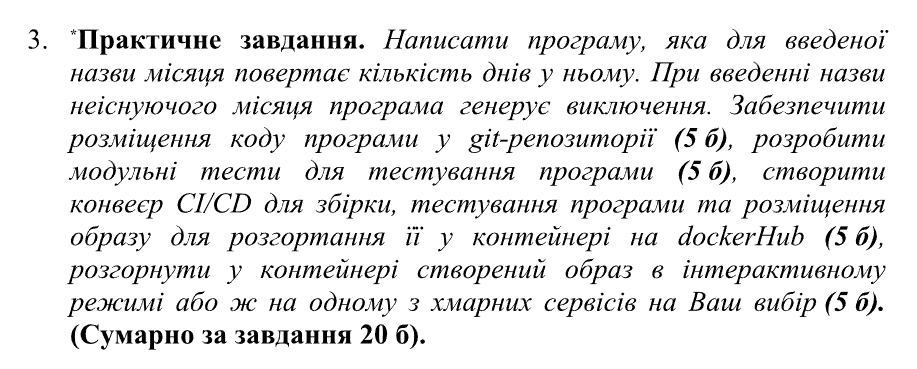 3. *Практичне завдання. Написати програму, яка для введеної
назви місяця повертає кількість днів у ньому. При введенні назви
неіснуючого місяця програма генерує виключення. Забезпечити
розміщення коду програми у git-репозиторії (5 б), розробити
модульні тести для тестування програми (5 б), створити
конвеєр CI/CD для збірки, тестування програми та розміщення
образу для розгортання її у контейнері на dockerHub (5 б),
розгорнути у контейнері створений образ в інтерактивному
режимі або ж на одному з хмарних сервісів на Ваш вибір (5 б).
(Сумарно за завдання 20 б).